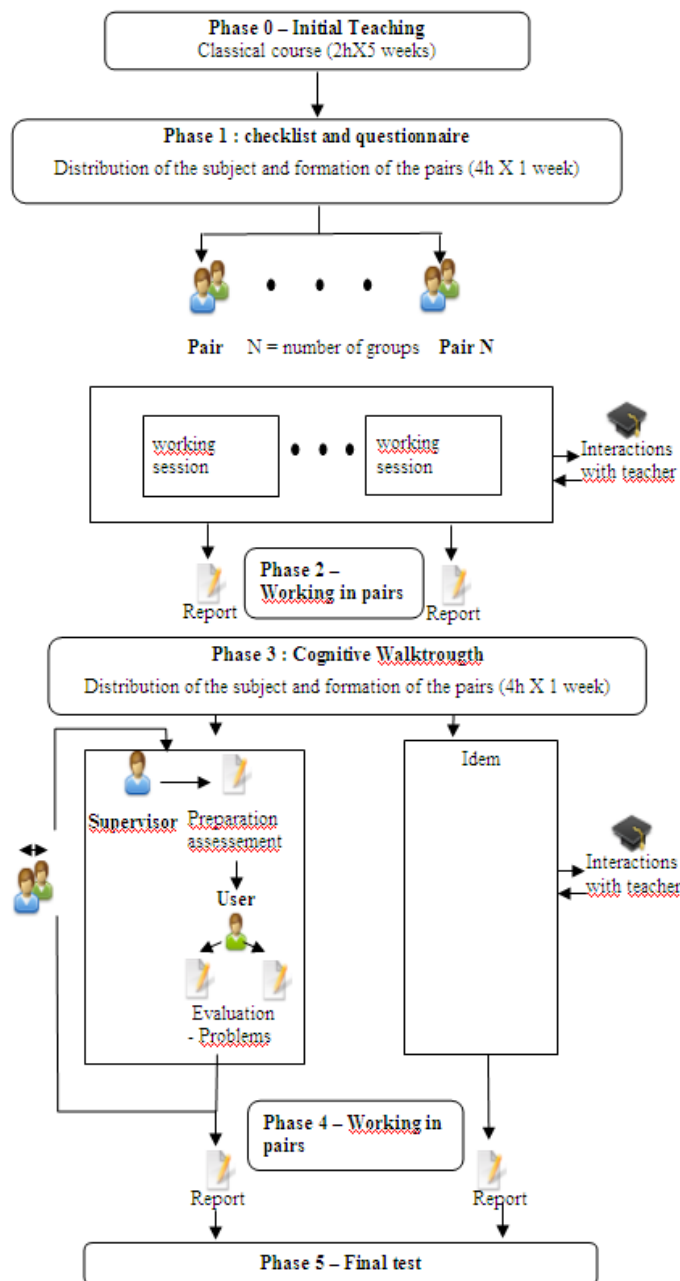 Phase 0 – Initial Teaching
Classical course (2hX5 weeks)
Phase 1 : checklist and questionnaire
Distribution of the subject and formation of the pairs (4h X 1 week)
Pair N = number of groups Pair N
working
session
working
session
Interactions
with teacher
Phase 2 –
Working in pairs
Report
Report
Phase 3 : Cognitive Walktrougth
Distribution of the subject and formation of the pairs (4h X 1 week)
Supervisor
Preparation
assessement
User
Evaluation
- Problems
Idem
Interactions
with teacher
Phase 4 – Working in
pairs
Report
Report
Phase 5 – Final test